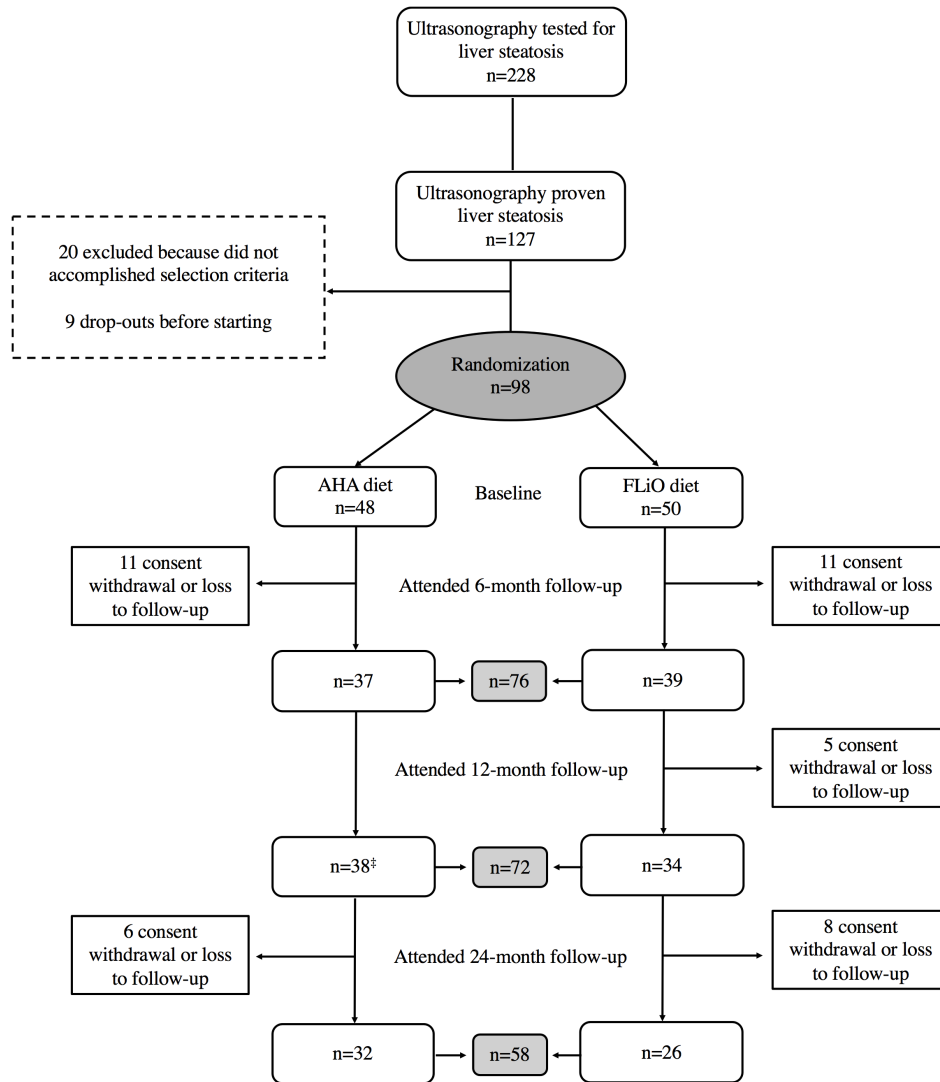 Ultrasonography tested for
liver steatosis
n=228
Ultrasonography proven
liver steatosis
n=127
20 excluded because did not
accomplished selection criteria
9 drop-outs before starting
Randomization
n=98
AHA diet
n=48
Baseline
FLiO diet
n=50
11 consent
withdrawal or loss
to follow-up
Attended 6-month follow-up
11 consent
withdrawal or loss
to follow-up
n=37
n=76
n=39
Attended 12-month follow-up
5 consent
withdrawal or loss
to follow-up
n=38‡
n=72
n=34
6 consent
withdrawal or loss
to follow-up
Attended 24-month follow-up
8 consent
withdrawal or loss
to follow-up
n=32
n=58
n=26